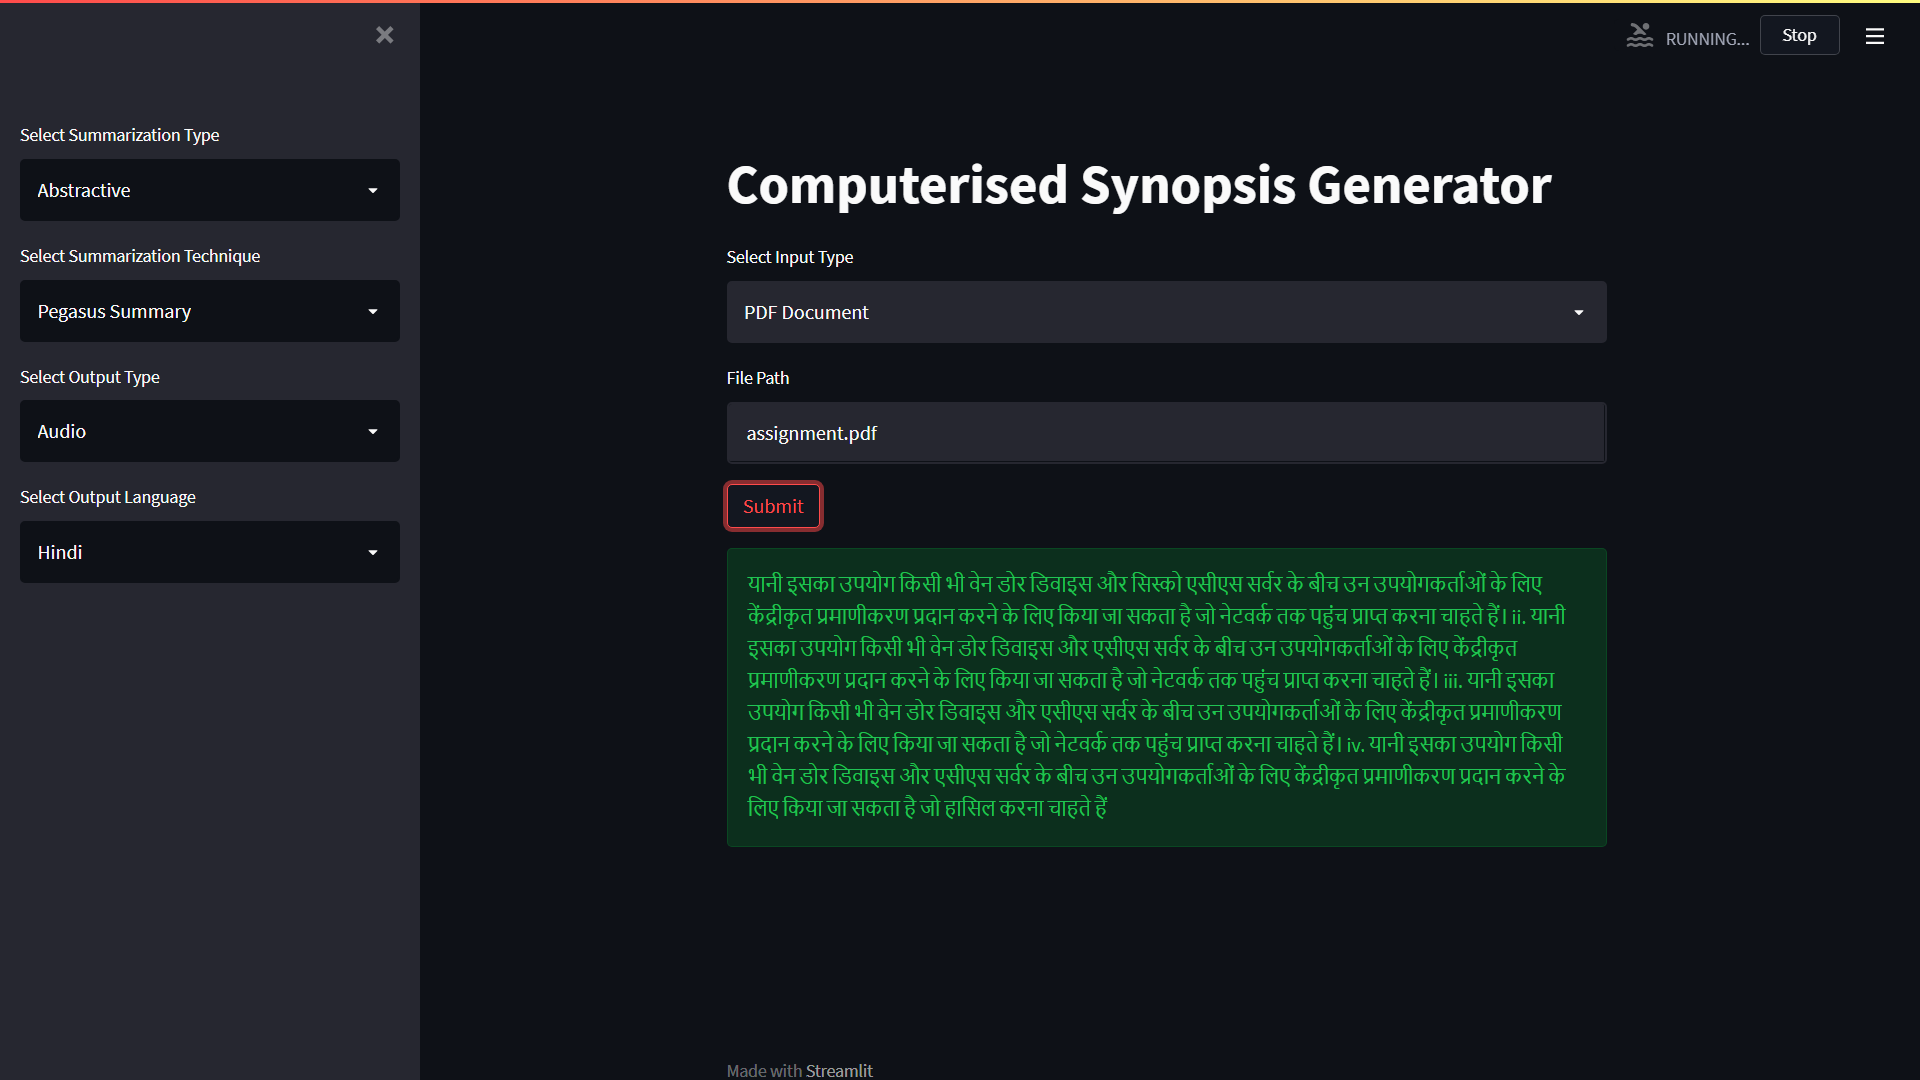 RUNNING...
Stop
Select Summarization Type
Abstractive
Select Summarization Technique
Pegasus Summary
Select Output Type
Audio
Select Output Language
Hindi
Computerised Synopsis Generator
Select Input Type
PDF Document
File Path
assignment.pdf
Submit
यानी इसका उपयोग किसी भी वेन डोर डिवाइस और सिस्को एसीएस सर्वर के बीच उन उपयोगकर्ताओं के लिए
केंद्रीकृत प्रमाणीकरण प्रदान करने के लिए किया जा सकता है जो नेटवर्क तक पहुंच प्राप्त करना चाहते हैं। ii. यानी
इसका उपयोग किसी भी वेन डोर डिवाइस और एसीएस सर्वर के बीच उन उपयोगकर्ताओं के लिए केंद्रीकृत
प्रमाणीकरण प्रदान करने के लिए किया जा सकता है जो नेटवर्क तक पहुंच प्राप्त करना चाहते हैं। iii. यानी इसका
उपयोग किसी भी वेन डोर डिवाइस और एसीएस सर्वर के बीच उन उपयोगकर्ताओं के लिए केंद्रीकृत प्रमाणीकरण
प्रदान करने के लिए किया जा सकता है जो नेटवर्क तक पहुंच प्राप्त करना चाहते हैं। iv. यानी इसका उपयोग किसी
भी वेन डोर डिवाइस और एसीएस सर्वर के बीच उन उपयोगकर्ताओं के लिए केंद्रीकृत प्रमाणीकरण प्रदान करने के
लिए किया जा सकता है जो हासिल करना चाहते हैं
Made with Streamlit